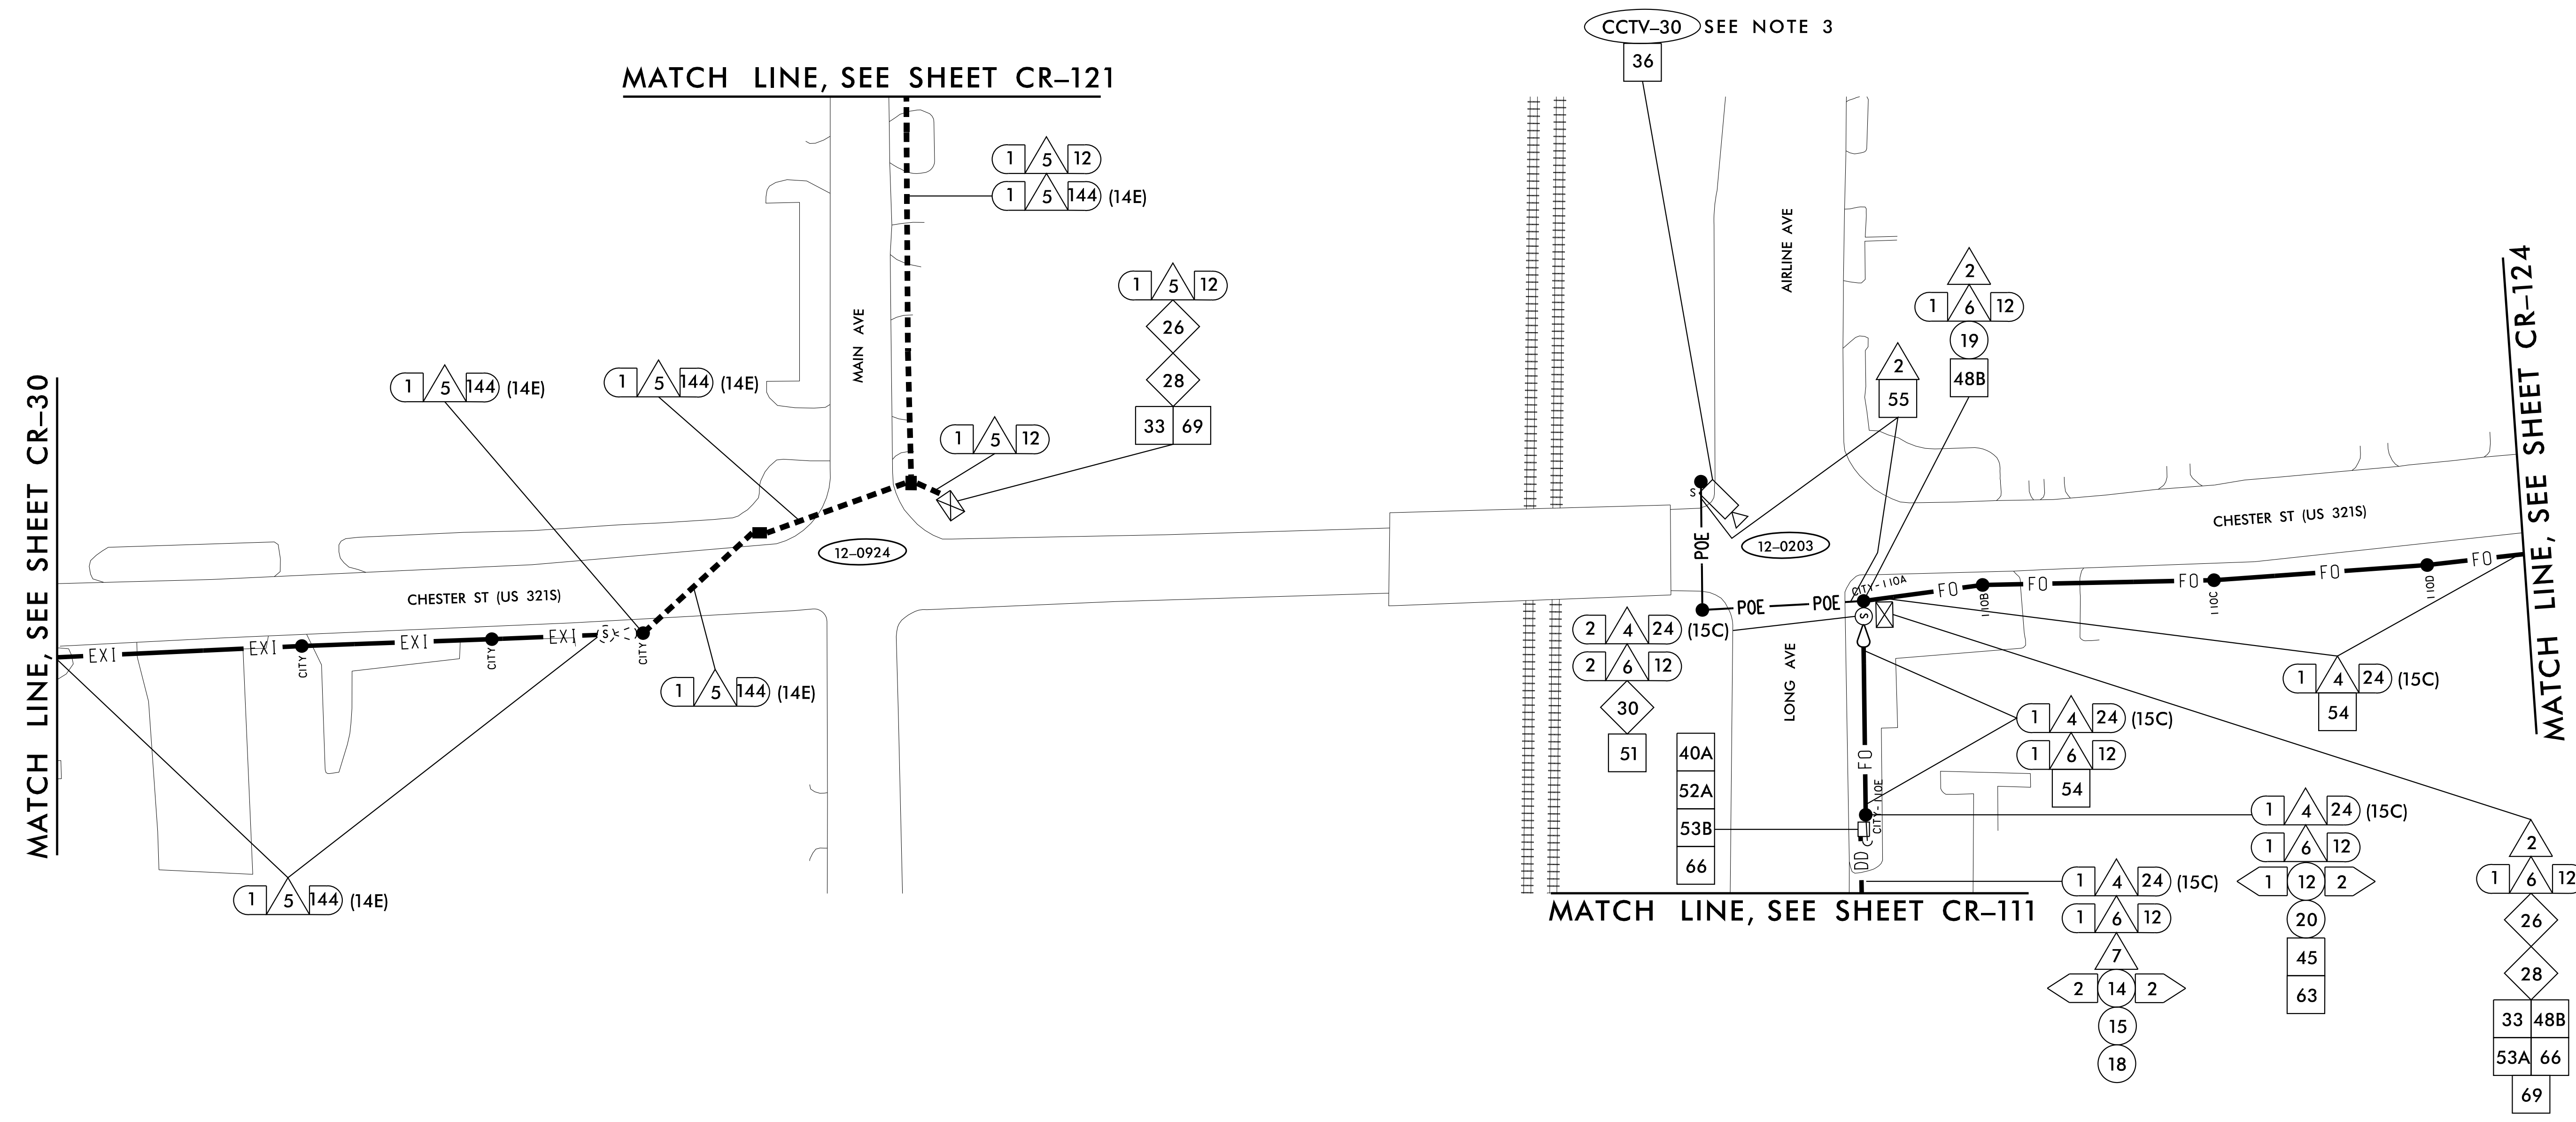 CCTV–30 SEE NOTE 3
36
MATCH LINE, SEE SHEET CR–121
1 5 12
1 5 144 (14E)
MAIN AVE
AIRLINE AVE
1 5 12
26
28
33 69
2
1 6 12
19
48B
2
55
MATCH LINE, SEE SHEET CR–30
1 5 144 (14E)
1 5 144 (14E)
1 5 12
MATCH LINE, SEE SHEET CR–124
S
POE
12–0924
12–0203
CHESTER ST (US 321S)
CHESTER ST (US 321S)
EXI EXI EXI EXI S
CITY
CITY
CITY
1 5 144 (14E)
1 5 144 (14E)
POE POE
CITY-110A
FO FO FO FO FO
110B
110C
110D
S
2 4 24 (15C)
2 6 12
30
51
LONG AVE
1 4 24 (15C)
54
1 4 24 (15C)
1 6 12
54
FO
CITY-110E
40A
52A
53B
66
DD
1 4 24 (15C)
1 6 12
1 12 2
20
45
63
1 4 24 (15C)
1 6 12
7
2 14 2
15
18
2
1 6 12
26
28
33 48B
53A 66
69
MATCH LINE, SEE SHEET CR–111